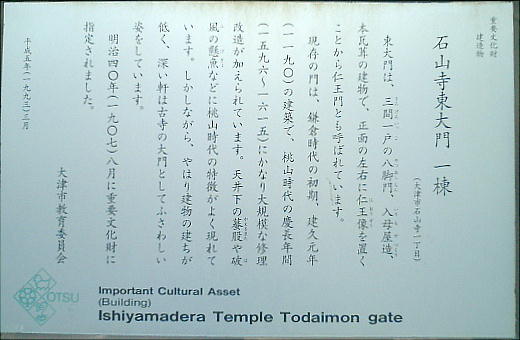 重要文化財
建造物
石山寺東大門 一棟
(大津市石山寺一丁目)
東大門は、三間一戸の八脚門、入母屋造、
本瓦葺の建物で、正面の左右に仁王像を置く
ことから仁王門とも呼ばれています。
現存の門は、鎌倉時代の初期、建久元年
(一一九〇)の建築で、桃山時代の慶長年間
(一五九六〜一六一五)にかなり大規模な修理
改造が加えられています。天井下の蟇股や破
風の懸魚などに桃山時代の特徴がよく現れて
います。しかしながら、やはり建物の建ちが
低く、深い軒は古寺の大門としてふさわしい
姿をしています。
明治四〇年(一九〇七)八月に重要文化財に
指定されました。
大津市教育委員会
平成五年(一九九三)三月
OTSU
Important Cultural Asset
(Building)
Ishiyamadera Temple Todaimon gate